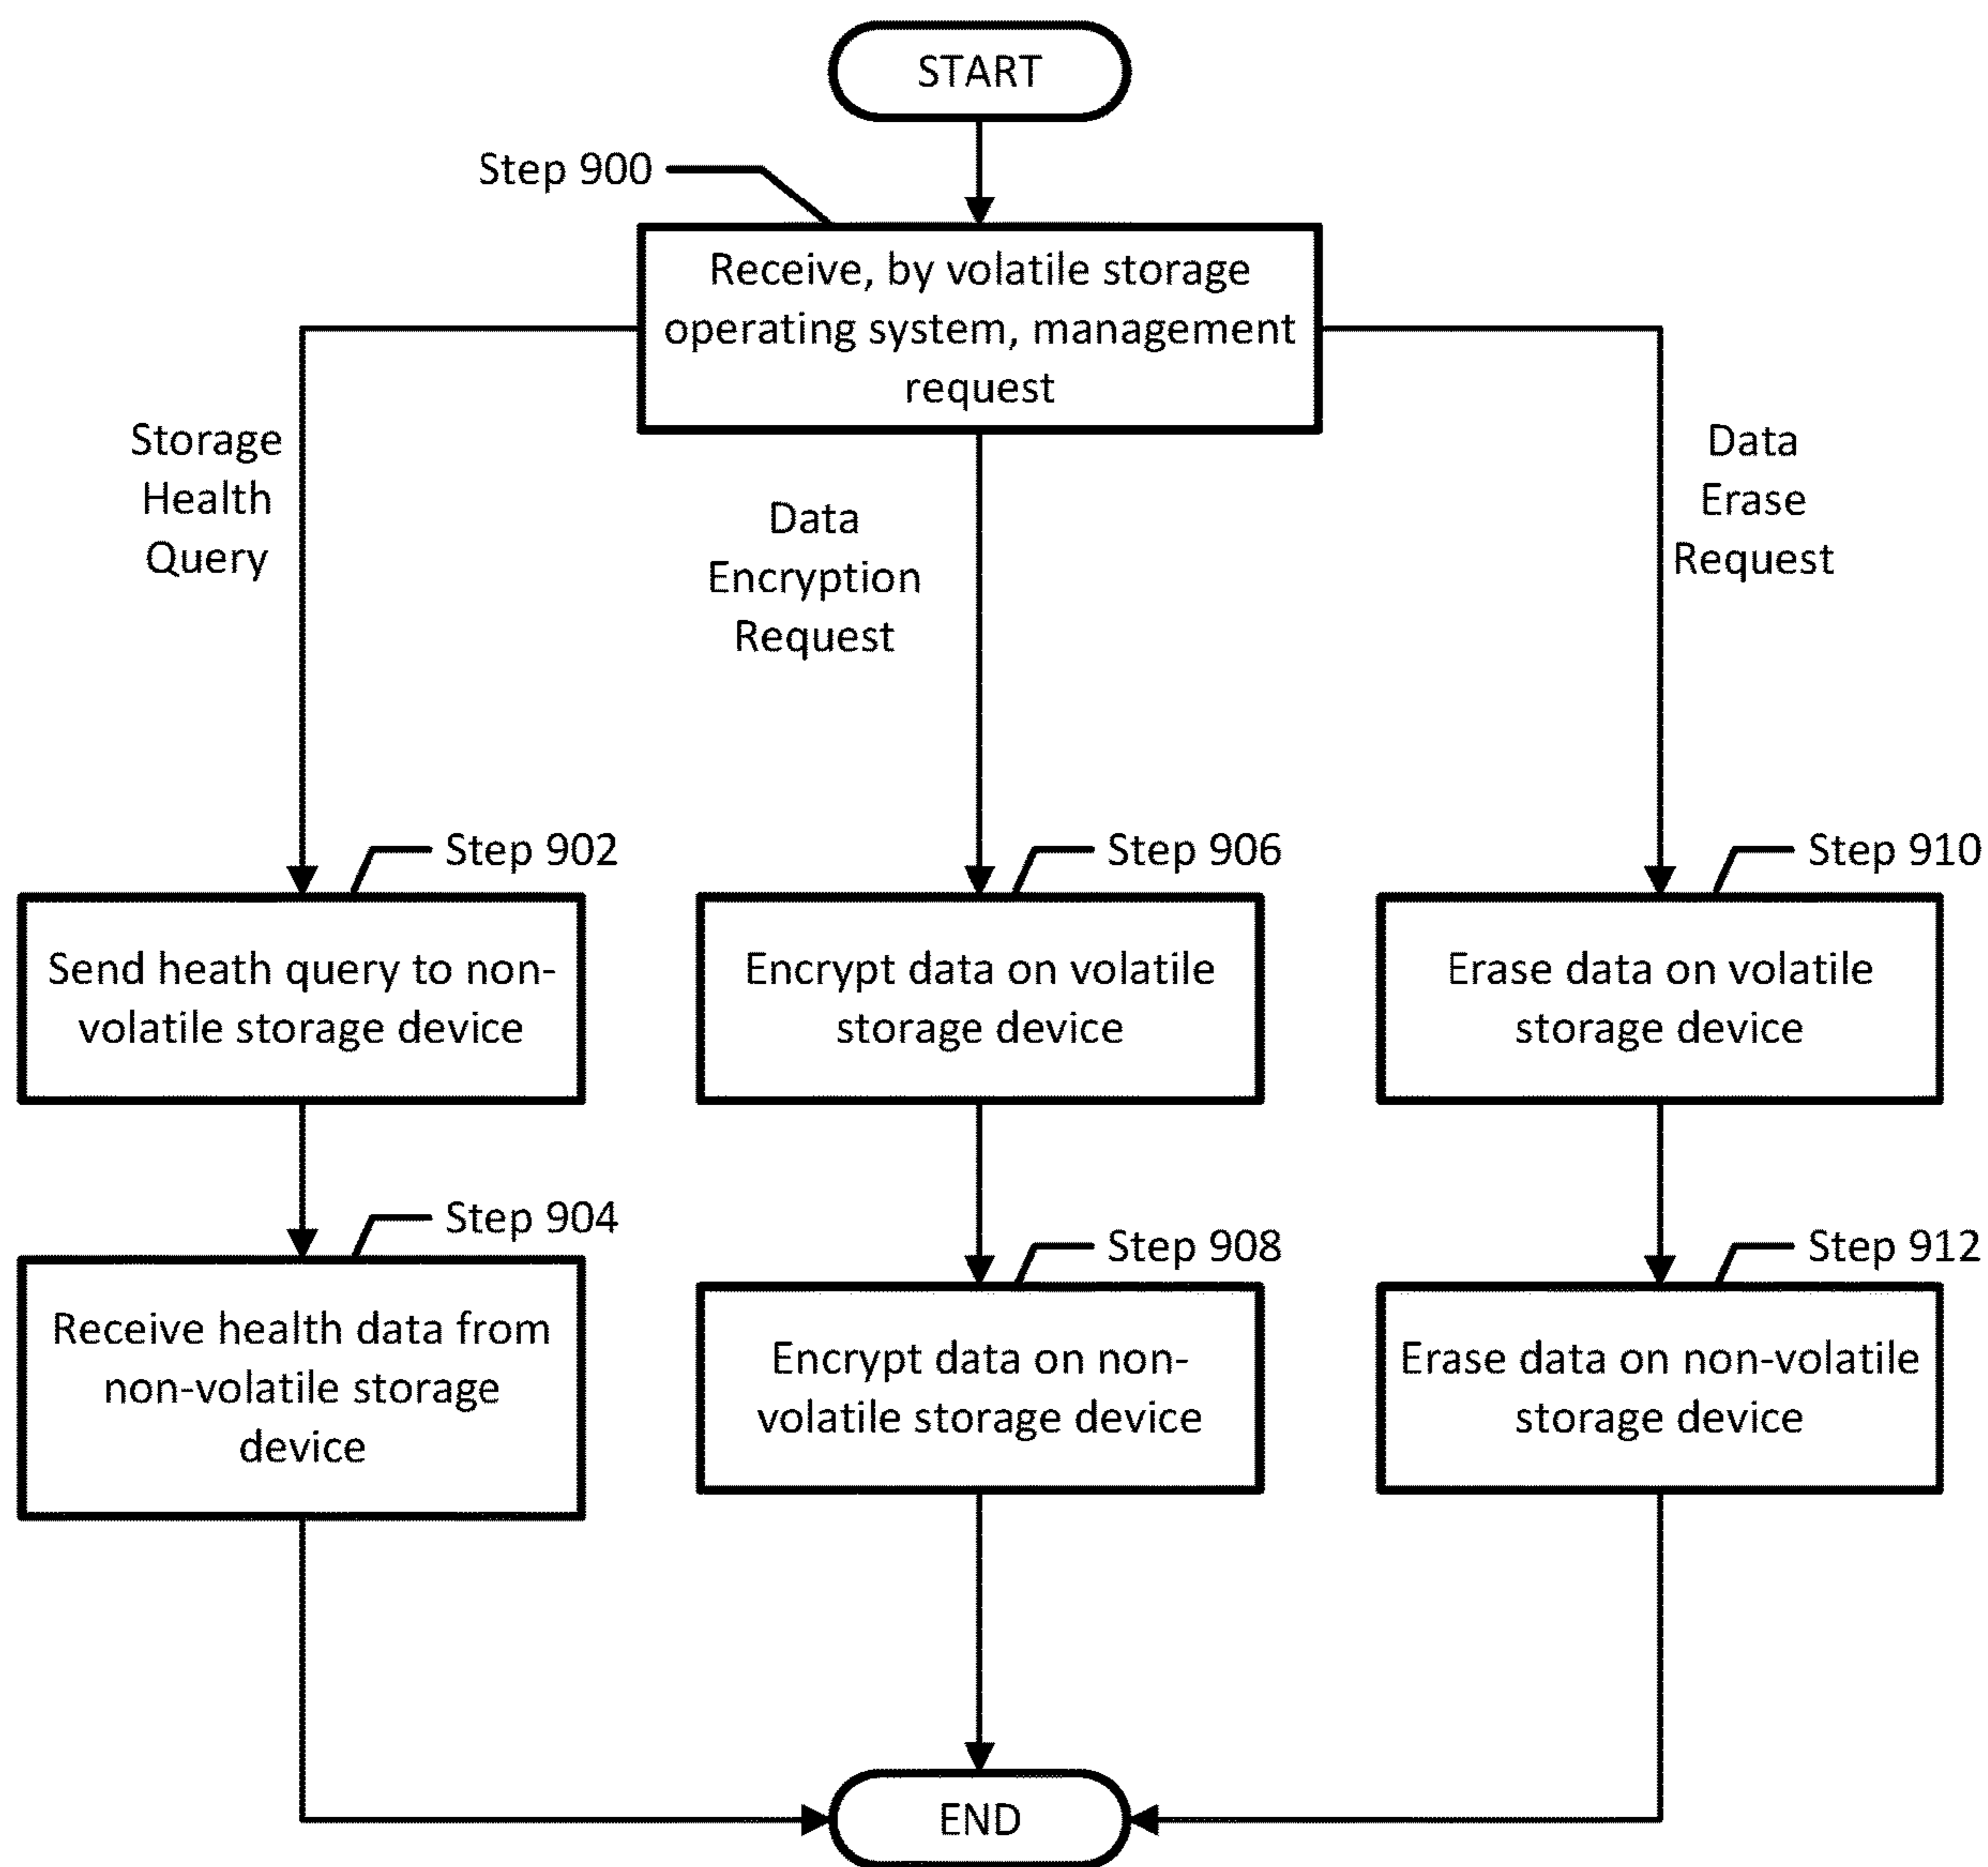 START
Step 900
Receive, by volatile storage
operating system, management
request
Storage
Health
Query
Data
Encryption
Request
Data
Erase
Request
Step 902
Send heath query to non-
volatile storage device
Step 906
Encrypt data on volatile
storage device
Step 910
Erase data on volatile
storage device
Step 904
Receive health data from
non-volatile storage
device
Step 908
Encrypt data on non-
volatile storage device
Step 912
Erase data on non-volatile
storage device
END